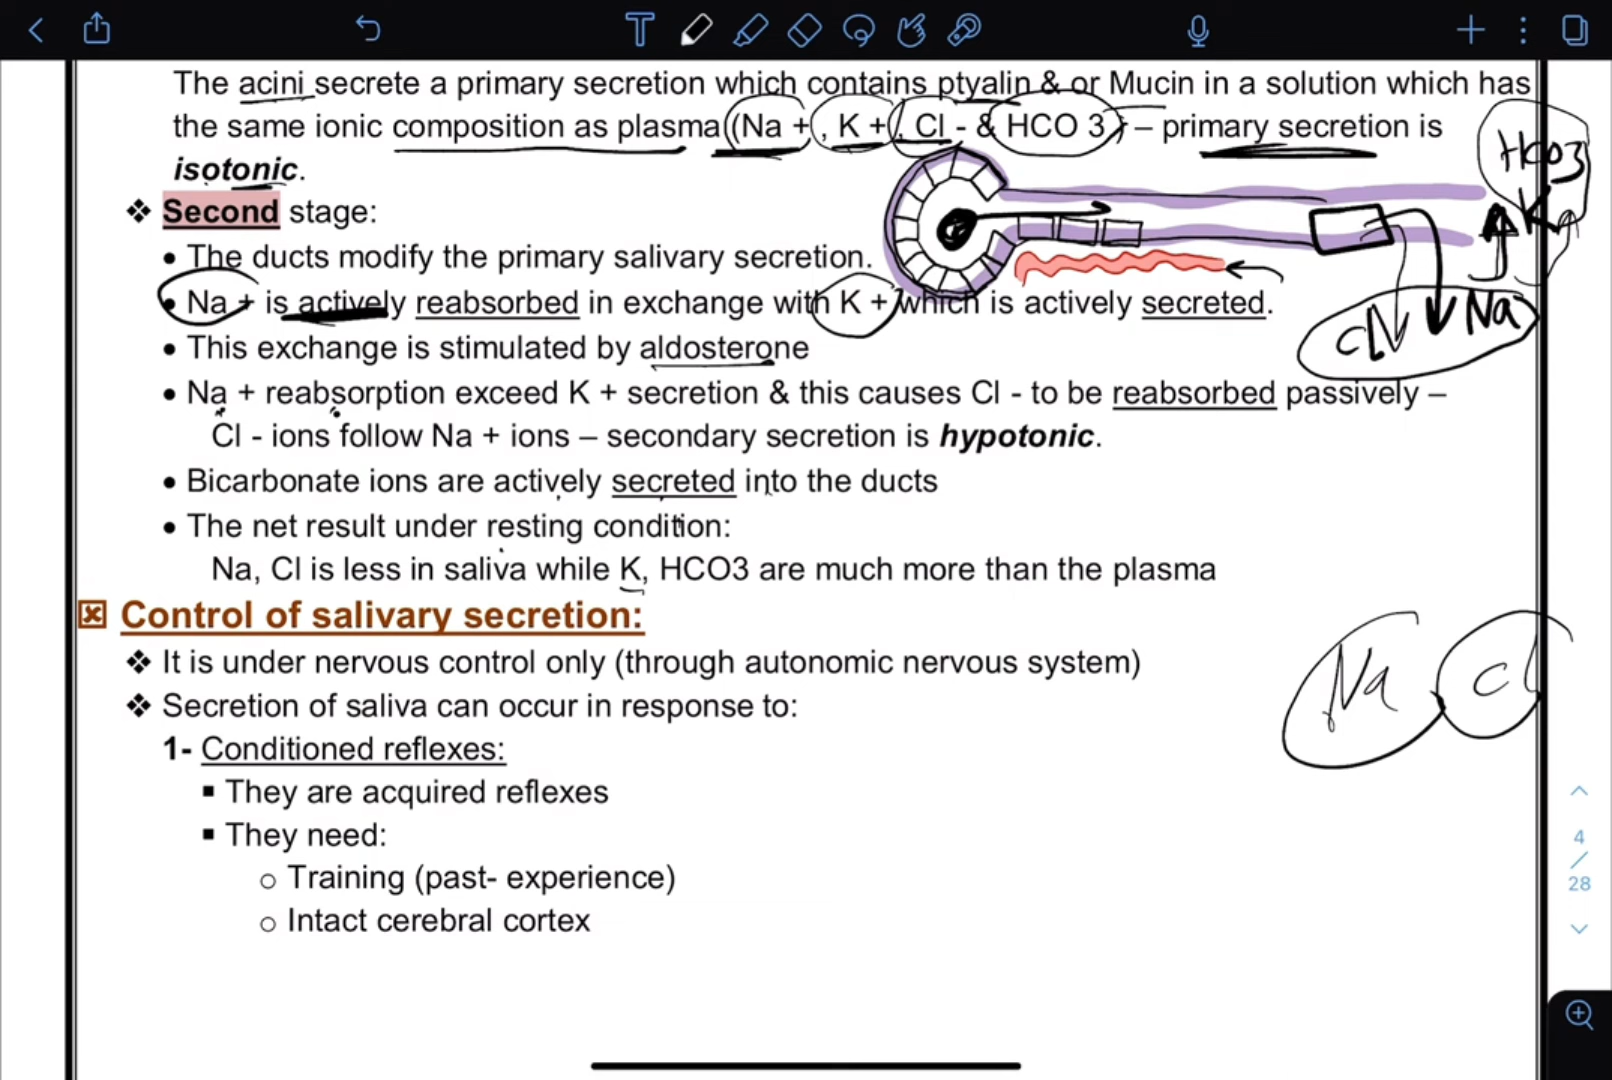 The acini secrete a primary secretion which contains ptyalin & or Mucin in a solution which has
the same ionic composition as plasma (Na +, K +, Cl - & HCO 3 ) – primary secretion is
isotonic.
HCO3
❖ Second stage:
K
• The ducts modify the primary salivary secretion.
• Na + is actively reabsorbed in exchange with K + which is actively secreted.
Na
Cl
• This exchange is stimulated by aldosterone
• Na + reabsorption exceed K + secretion & this causes Cl - to be reabsorbed passively –
Cl - ions follow Na + ions – secondary secretion is hypotonic.
• Bicarbonate ions are actively secreted into the ducts
• The net result under resting condition:
Na, Cl is less in saliva while K, HCO3 are much more than the plasma
Control of salivary secretion:
❖ It is under nervous control only (through autonomic nervous system)
Na Cl
❖ Secretion of saliva can occur in response to:
1- Conditioned reflexes:
▪ They are acquired reflexes
▪ They need:
4
/
28
o Training (past- experience)
o Intact cerebral cortex